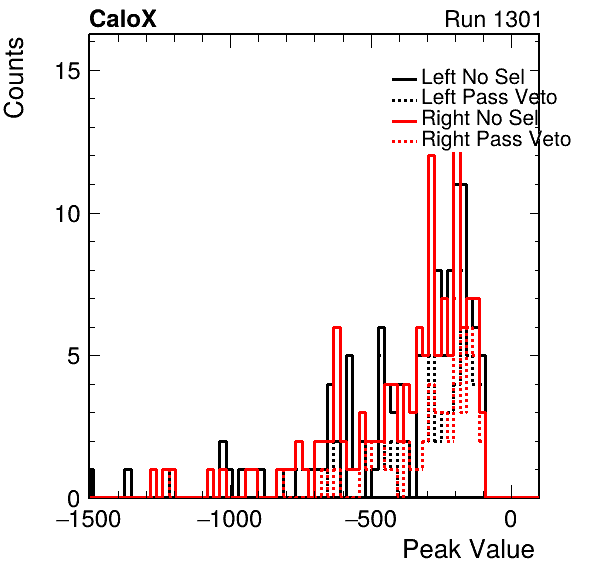 CaloX Run 1301
Counts
15
Left No Sel
Left Pass Veto
Right No Sel
Right Pass Veto
10
5
0
−1500 −1000 −500 0
Peak Value